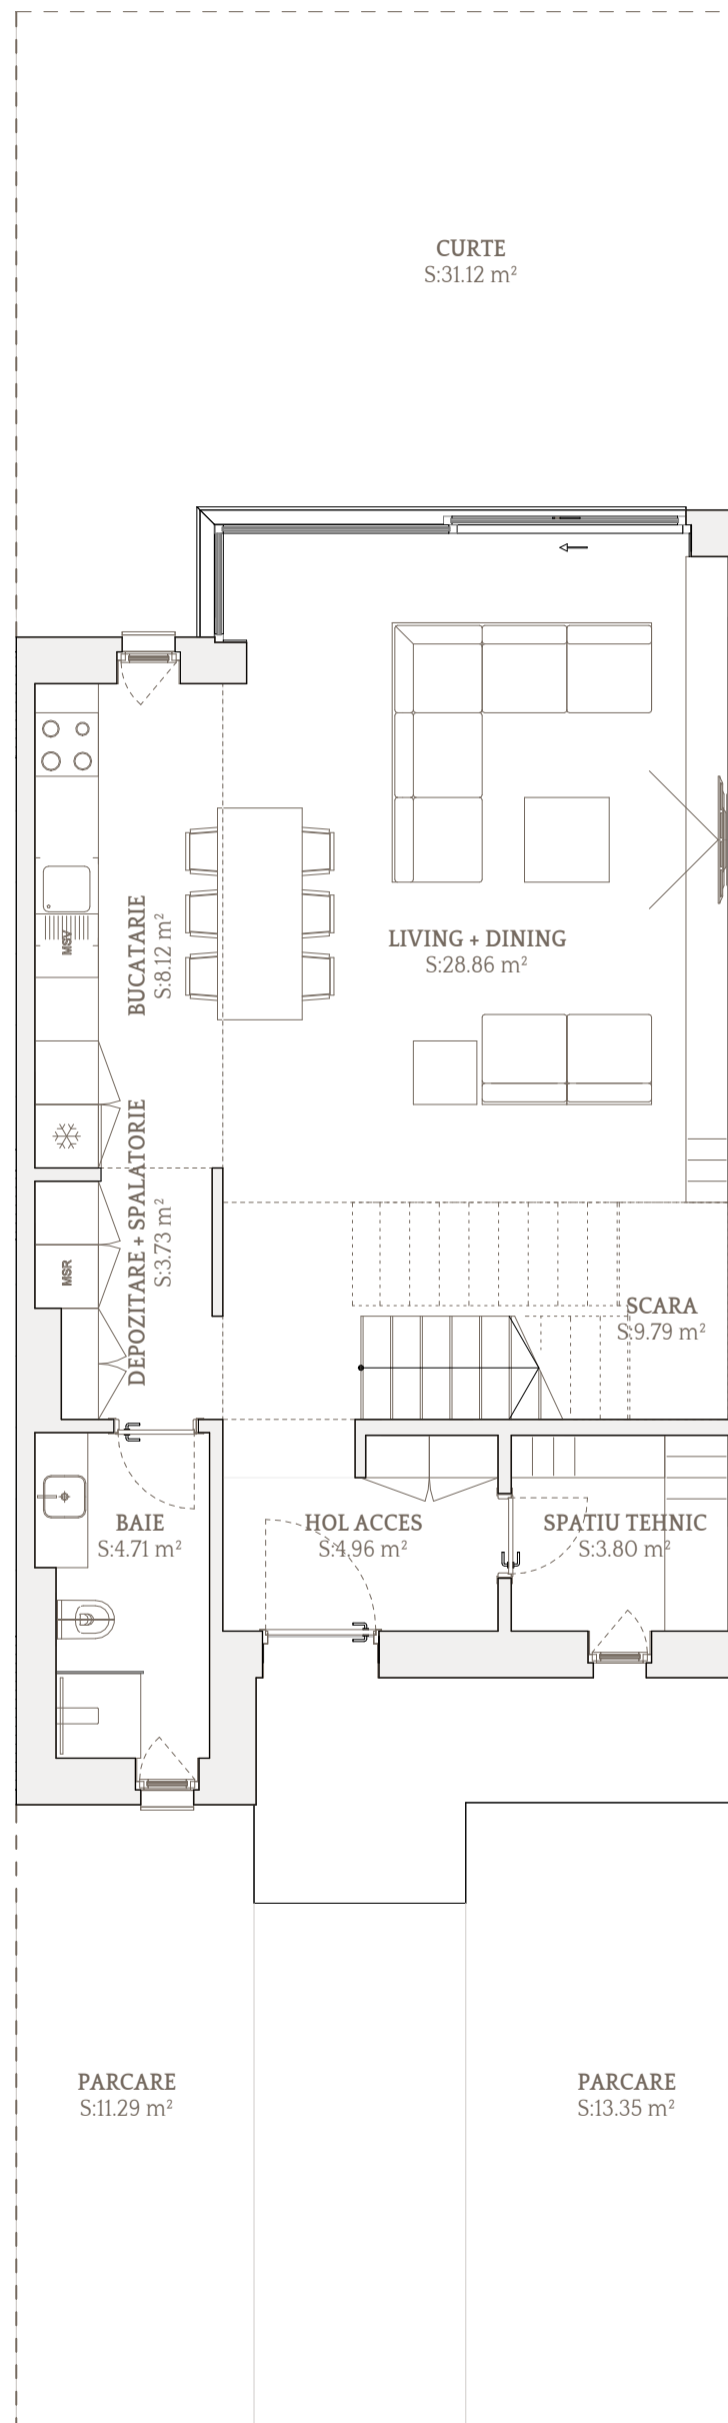 CURTE
S:31.12 m²
MSV
BUCATARIE
S:8.12 m²
LIVING + DINING
S:28.86 m²
DEPOZITARE + SPALATORIE
S:3.73 m²
MSR
SCARA
S:9.79 m²
BAIE
S:4.71 m²
HOL ACCES
S:4.96 m²
SPATIU TEHNIC
S:3.80 m²
PARCARE
S:11.29 m²
PARCARE
S:13.35 m²